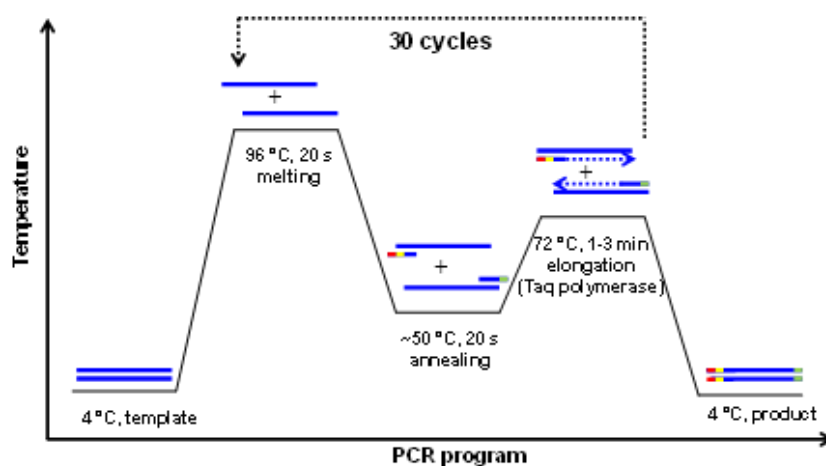 30 cycles
+
96 °C, 20 s
melting
+
72 °C, 1-3 min
elongation
(Taq polymerase)
+
~50 °C, 20 s
annealing
4 °C, template
4 °C, product
Temperature
PCR program